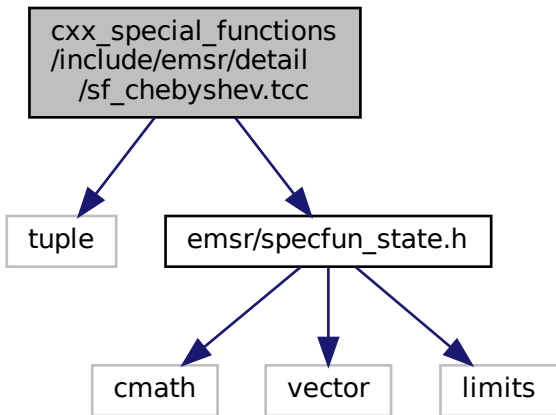 cxx_special_functions
/include/emsr/detail
/sf_chebyshev.tcc
tuple
emsr/specfun_state.h
cmath
vector
limits